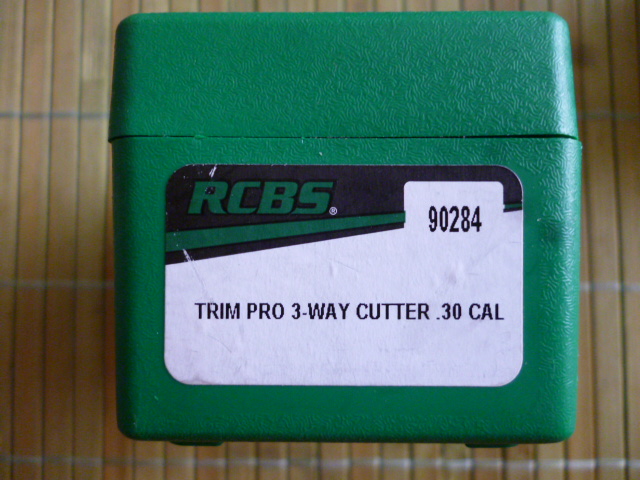 RCBS®
90284
TRIM PRO 3-WAY CUTTER .30 CAL